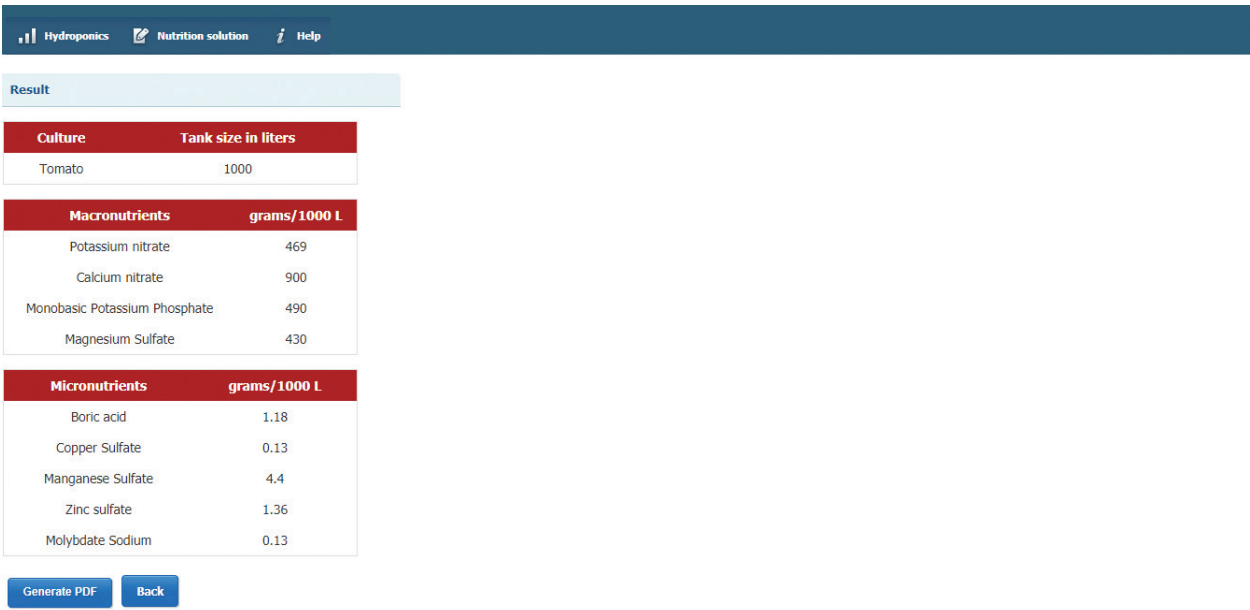 Hydroponics Nutrition solution Help
Result
Culture Tank size in liters
Tomato 1000
Macronutrients grams/1000 L
Potassium nitrate 469
Calcium nitrate 900
Monobasic Potassium Phosphate 490
Magnesium Sulfate 430
Micronutrients grams/1000 L
Boric acid 1.18
Copper Sulfate 0.13
Manganese Sulfate 4.4
Zinc sulfate 1.36
Molybdate Sodium 0.13
Generate PDF Back